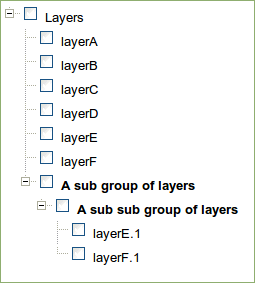 Layers
layerA
layerB
layerC
layerD
layerE
layerF
A sub group of layers
A sub sub group of layers
layerE.1
layerF.1